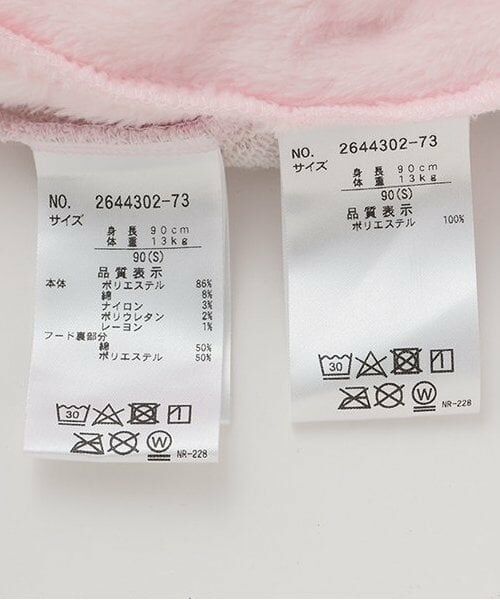 NO. 2644302-73
サイズ
身長 90cm
体重 13kg
90(S)
品質表示
本体 ポリエステル 86%
綿 8%
ナイロン 3%
ポリウレタン 2%
レーヨン 1%
フード裏部分
綿 50%
ポリエステル 50%
30
W
NR-228
NO. 2644302-73
サイズ
身長 90cm
体重 13kg
90(S)
品質表示
ポリエステル 100%
30
W
NR-228